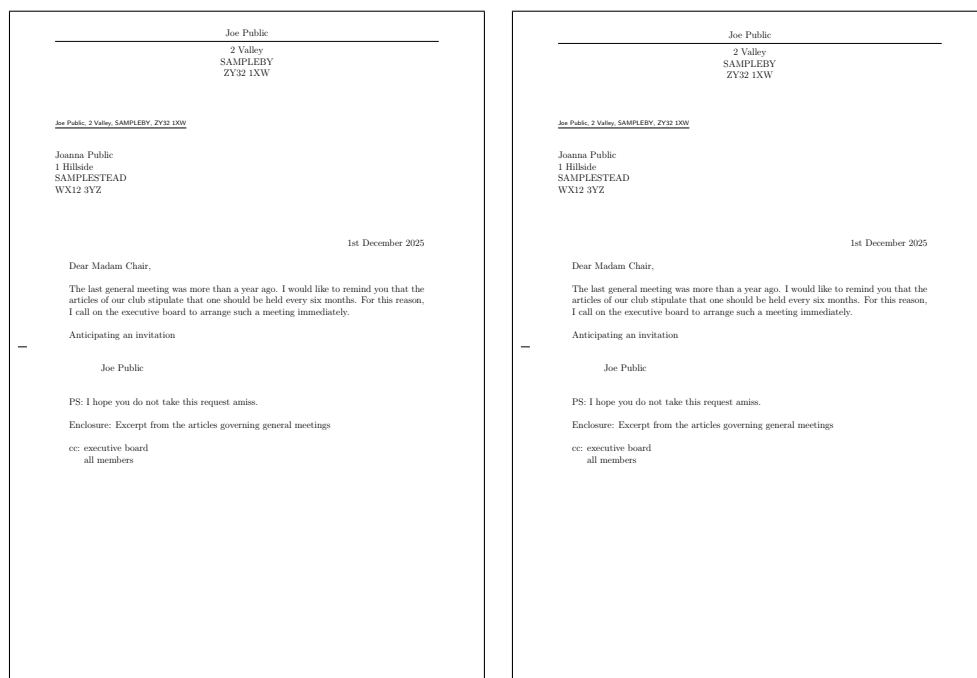 Joe Public
2 Valley
SAMPLEBY
ZY32 1XW
Joe Public, 2 Valley, SAMPLEBY, ZY32 1XW
Joanna Public
1 Hillside
SAMPLESTEAD
WX12 3YZ
1st December 2025
Dear Madam Chair,
The last general meeting was more than a year ago. I would like to remind you that the
articles of our club stipulate that one should be held every six months. For this reason,
I call on the executive board to arrange such a meeting immediately.
Anticipating an invitation
Joe Public
PS: I hope you do not take this request amiss.
Enclosure: Excerpt from the articles governing general meetings
cc: executive board
all members
Joe Public
2 Valley
SAMPLEBY
ZY32 1XW
Joe Public, 2 Valley, SAMPLEBY, ZY32 1XW
Joanna Public
1 Hillside
SAMPLESTEAD
WX12 3YZ
1st December 2025
Dear Madam Chair,
The last general meeting was more than a year ago. I would like to remind you that the
articles of our club stipulate that one should be held every six months. For this reason,
I call on the executive board to arrange such a meeting immediately.
Anticipating an invitation
Joe Public
PS: I hope you do not take this request amiss.
Enclosure: Excerpt from the articles governing general meetings
cc: executive board
all members